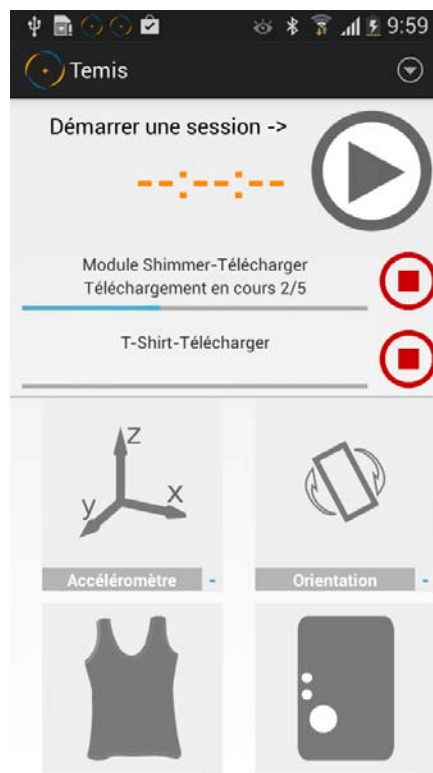 9:59
Temis
Démarrer une session ->
--:--:--
Module Shimmer-Télécharger
Téléchargement en cours 2/5
T-Shirt-Télécharger
z
y x
Accéléromètre -
Orientation -